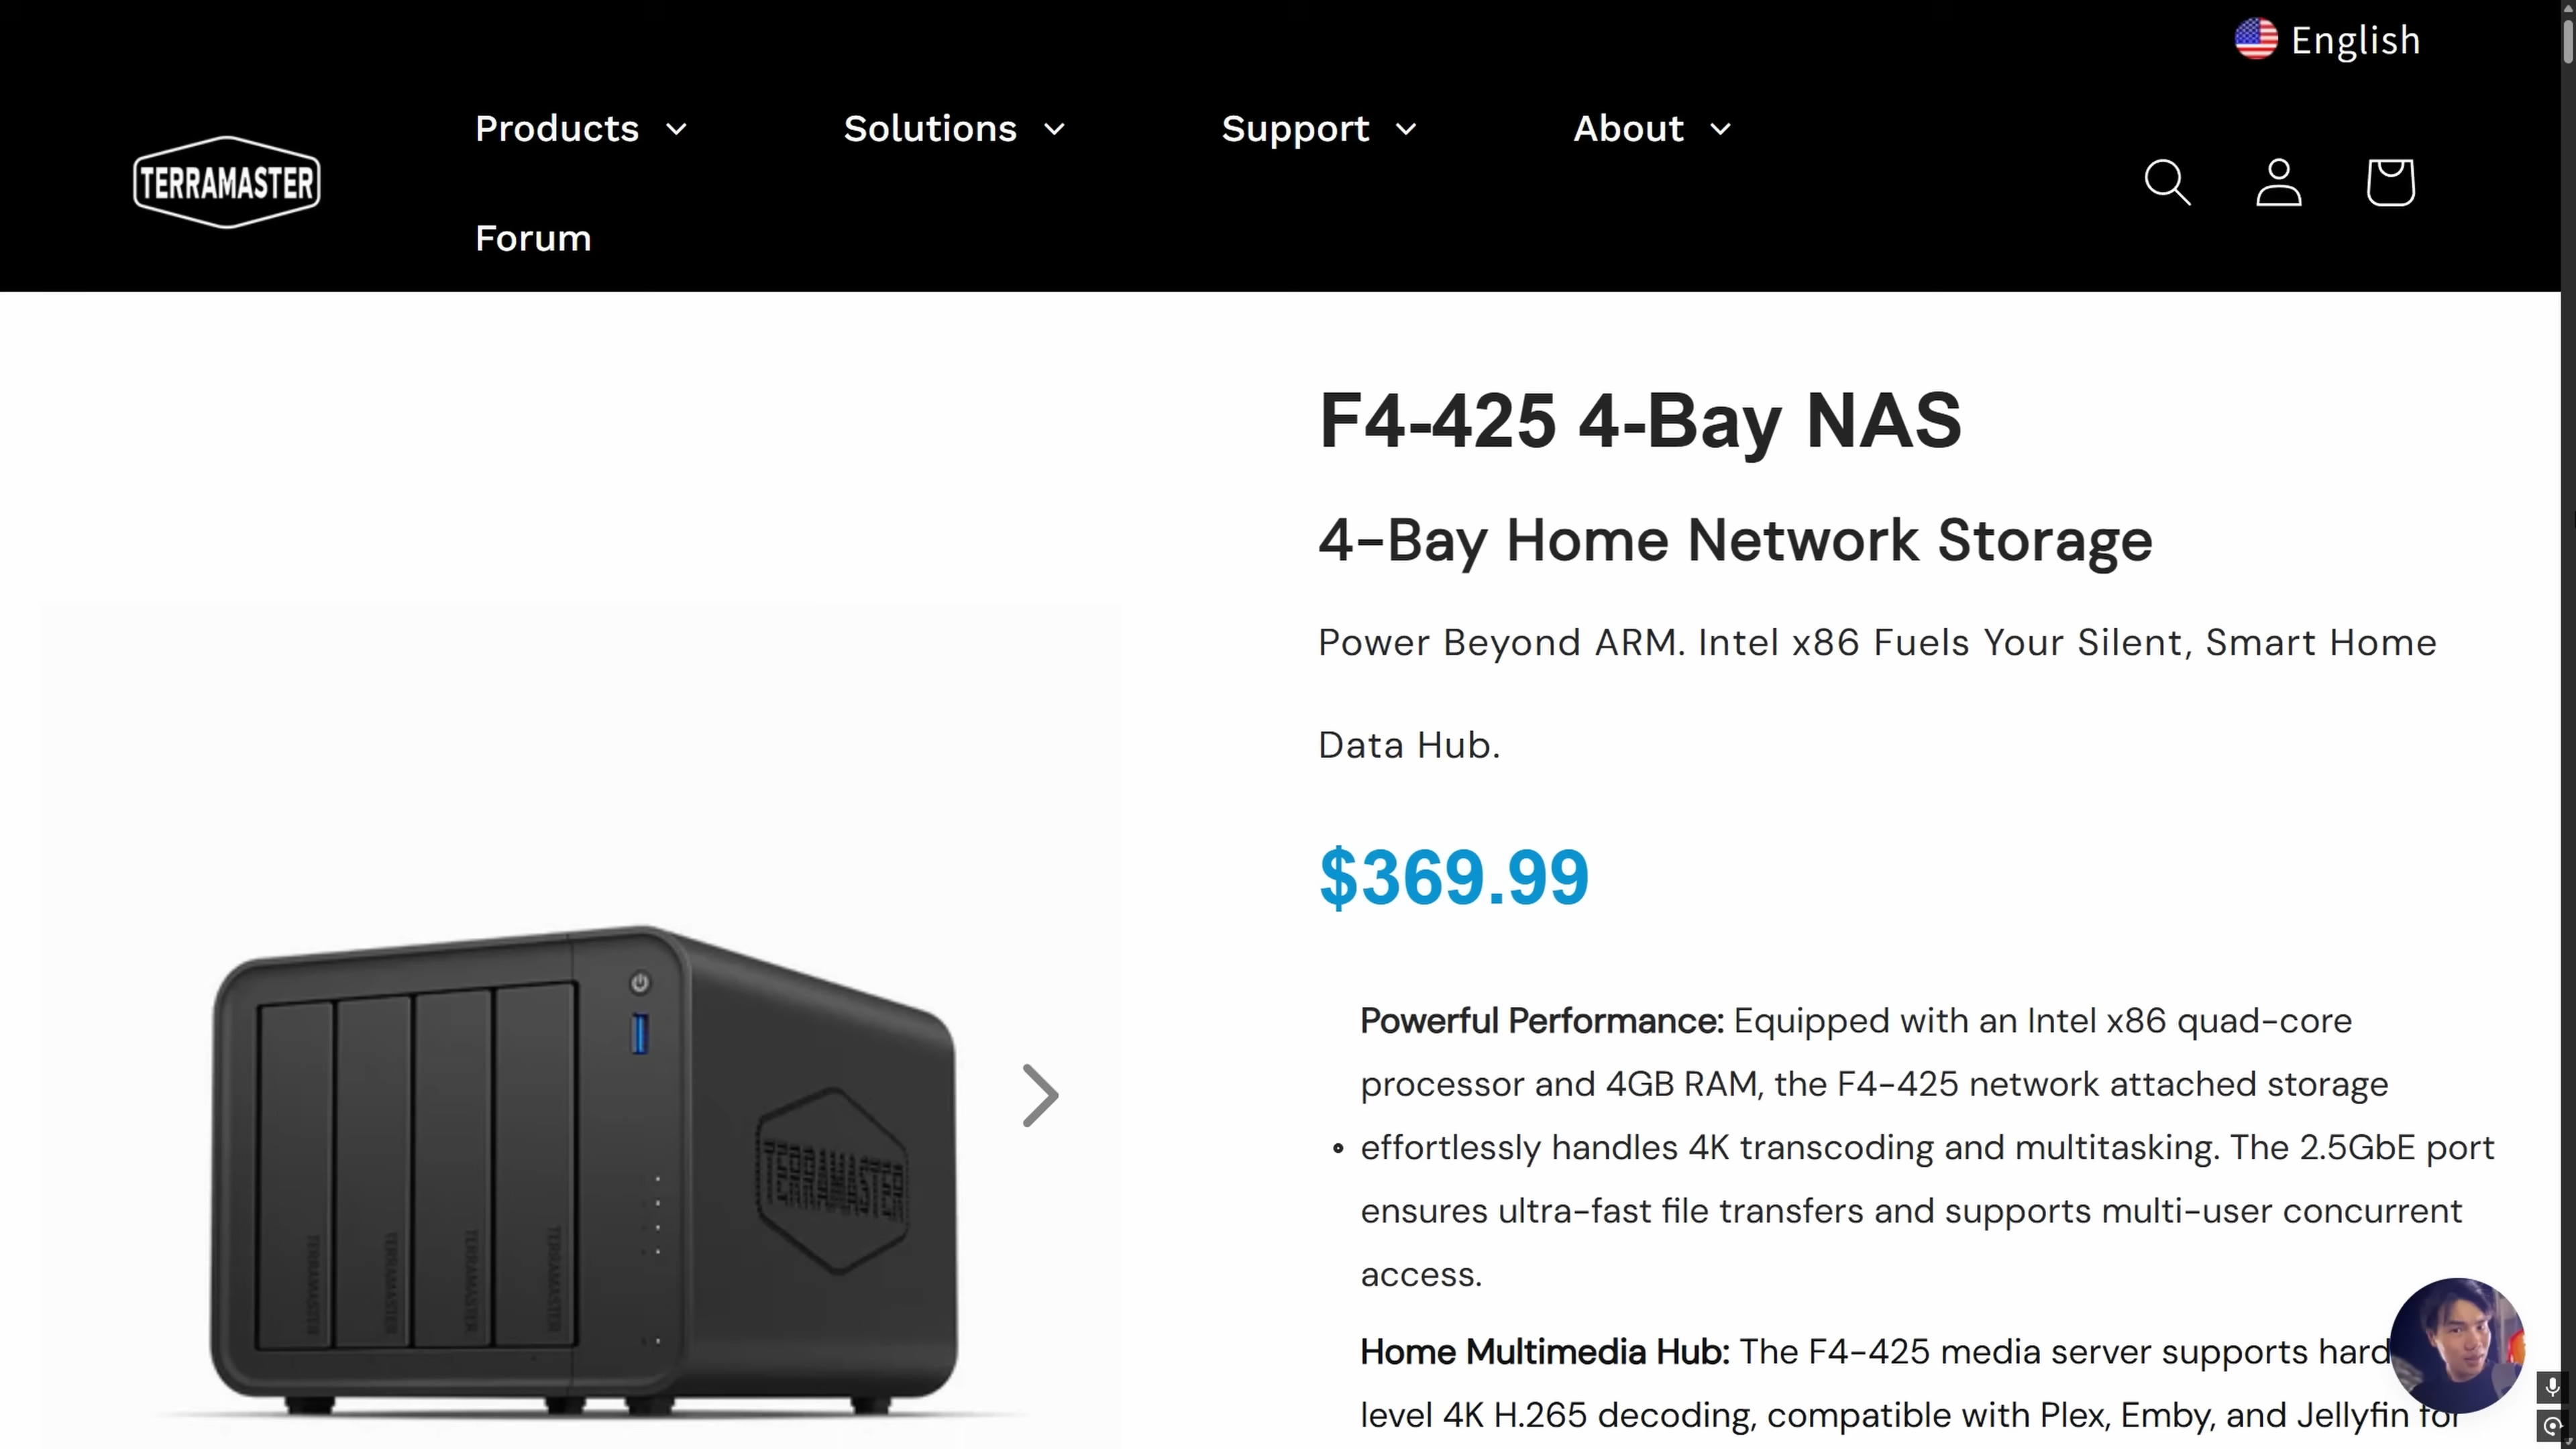 English
Products
Solutions
Support
About
TERRAMASTER
Forum
F4-425 4-Bay NAS
4-Bay Home Network Storage
Power Beyond ARM. Intel x86 Fuels Your Silent, Smart Home
Data Hub.
$369.99
Powerful Performance: Equipped with an Intel x86 quad-core
processor and 4GB RAM, the F4-425 network attached storage
• effortlessly handles 4K transcoding and multitasking. The 2.5GbE port
ensures ultra-fast file transfers and supports multi-user concurrent
access.
Home Multimedia Hub: The F4-425 media server supports hard
level 4K H.265 decoding, compatible with Plex, Emby, and Jellyfin for
TERRAMASTER
TERRAMASTER
TERRAMASTER
TERRAMASTER